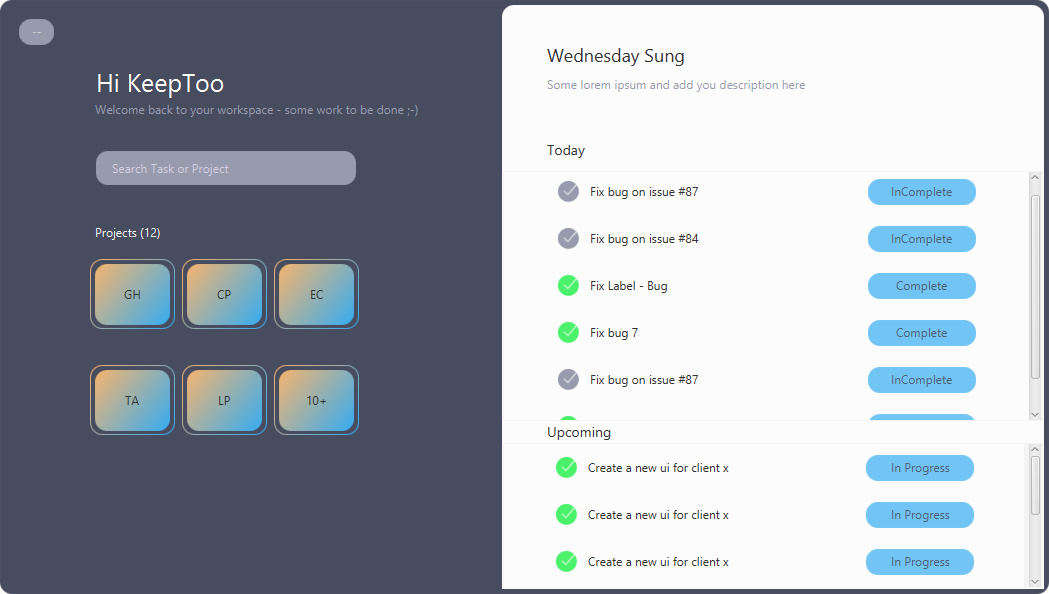 --
Hi KeepToo
Welcome back to your workspace - some work to be done ;-)
Search Task or Project
Projects (12)
GH
CP
EC
TA
LP
10+
Wednesday Sung
Some lorem ipsum and add you description here
Today
Fix bug on issue #87
InComplete
Fix bug on issue #84
InComplete
Fix Label - Bug
Complete
Fix bug 7
Complete
Fix bug on issue #87
InComplete
Upcoming
Create a new ui for client x
In Progress
Create a new ui for client x
In Progress
Create a new ui for client x
In Progress